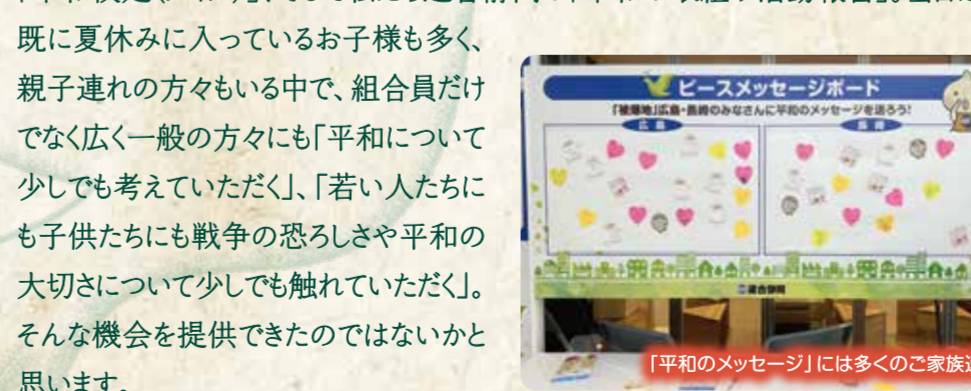 既に夏休みに入っているお子様も多く、
親子連れの方々もいる中で、組合員だけ
でなく広く一般の方々にも「平和について
少しでも考えていただく」、「若い人たちに
も子供たちにも戦争の恐ろしさや平和の
大切さについて少しでも触れていただく」。
そんな機会を提供できたのではないかと
思います。
ピースメッセージボード
「被爆地」広島・長崎のみなさんに平和のメッセージを送ろう!
広島
長崎
連合静岡
「平和のメッセージ」には多くのご家族